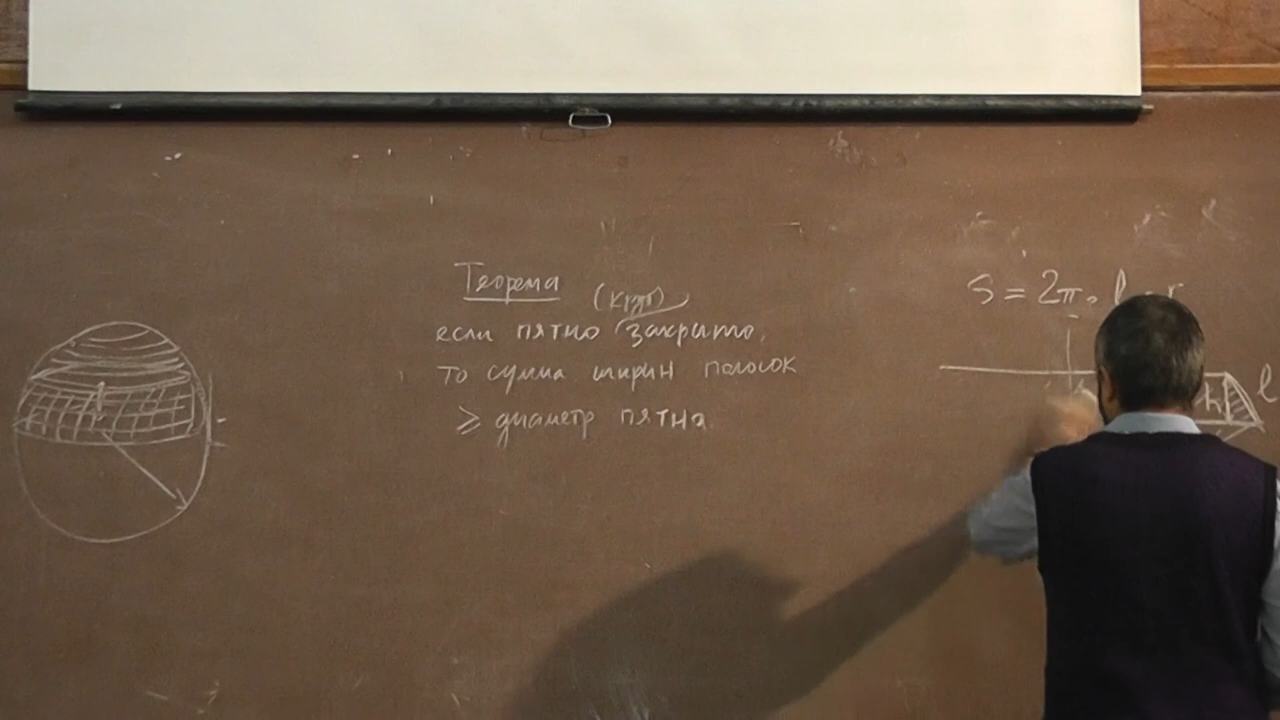 Теорема
если пятно закрыто,
то сумма ширин полосок
≥ диаметр пятна.
S = 2π · l · r
h
l